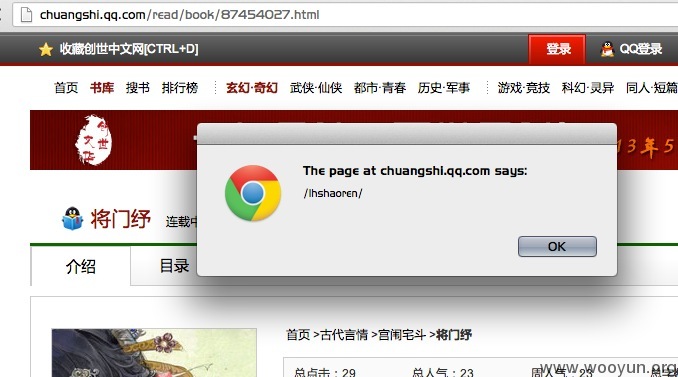 chuangshi.qq.com/read/book/87454027.html
收藏创世中文网[CTRL+D] 登录 QQ登录
首页 书库 搜书 排行榜 玄幻·奇幻 武侠·仙侠 都市·青春 历史·军事 游戏·竞技 科幻·灵异 同人·短篇
创世文华
13年5
The page at chuangshi.qq.com says:
/lhshaoren/
OK
将门纾 连载中
介绍 目录
首页 >古代言情 >宫闱宅斗 >将门纾
总点击：29 总人气：23 周人气：23
www.wooyun.org